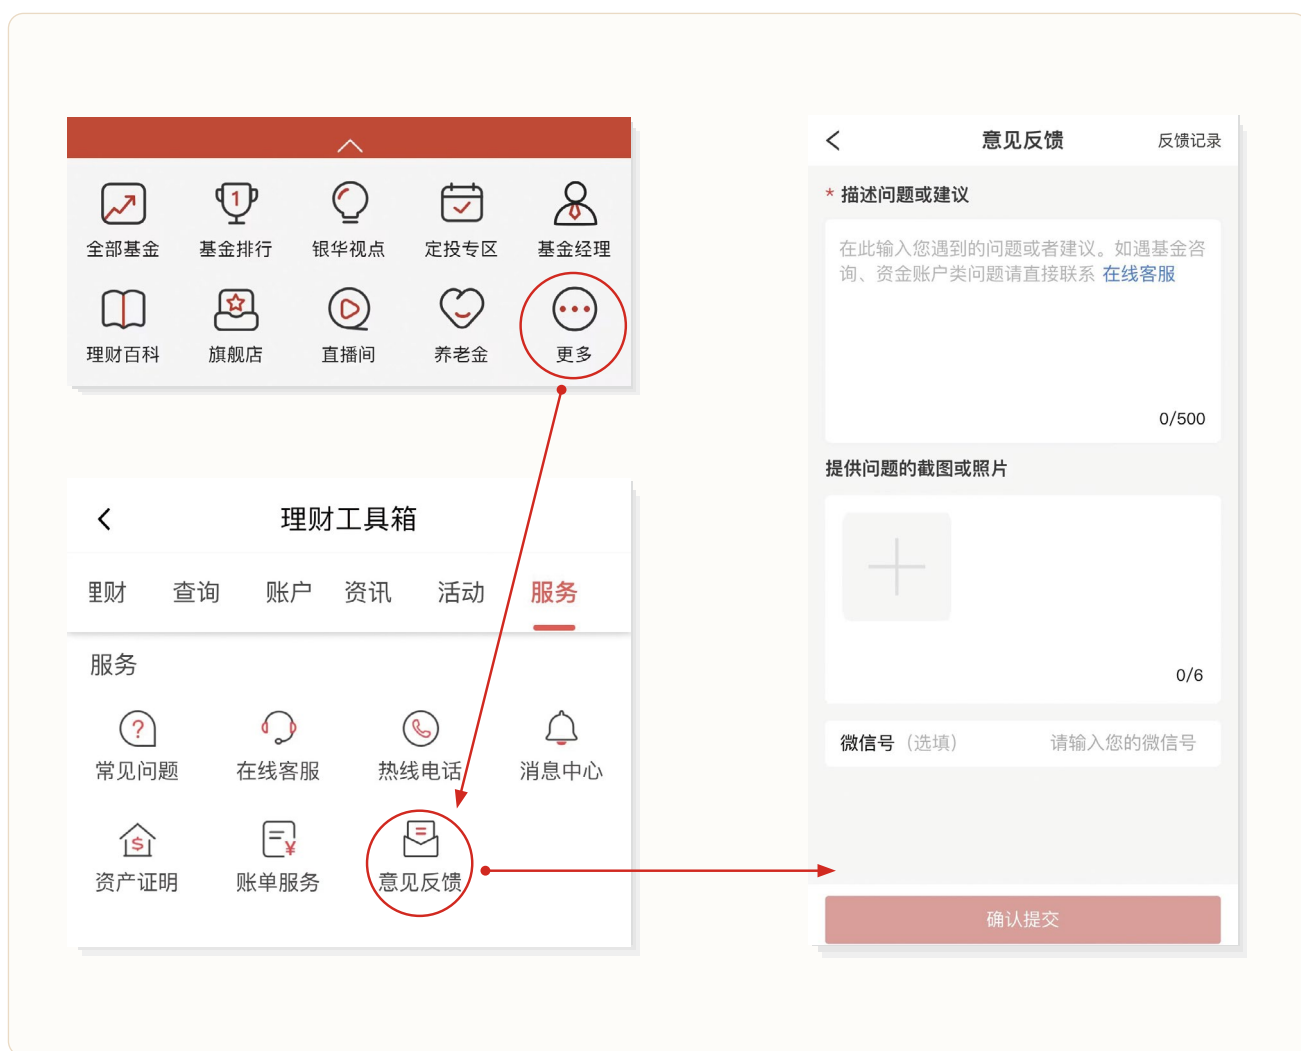 全部基金 基金排行 银华视点 定投专区 基金经理
理财百科 旗舰店 直播间 养老金 更多
理财工具箱
理财 查询 账户 资讯 活动 服务
服务
常见问题 在线客服 热线电话 消息中心
资产证明 账单服务 意见反馈
意见反馈 反馈记录
* 描述问题或建议
在此输入您遇到的问题或者建议。如遇基金咨
询、资金账户类问题请直接联系 在线客服
0/500
提供问题的截图或照片
0/6
微信号（选填） 请输入您的微信号
确认提交